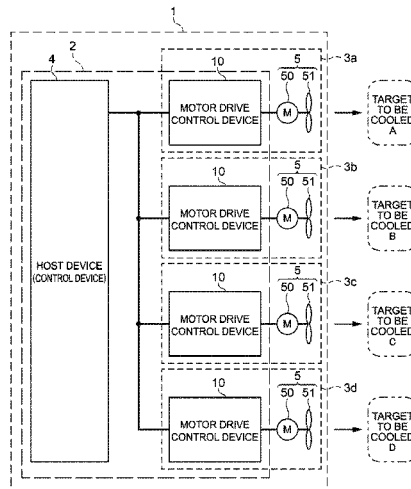 1
2
4
HOST DEVICE
(CONTROL DEVICE)
10
MOTOR DRIVE
CONTROL DEVICE
5
50 51
M
3a
TARGET
TO BE
COOLED
A
10
MOTOR DRIVE
CONTROL DEVICE
5
50 51
M
3b
TARGET
TO BE
COOLED
B
10
MOTOR DRIVE
CONTROL DEVICE
5
50 51
M
3c
TARGET
TO BE
COOLED
C
10
MOTOR DRIVE
CONTROL DEVICE
5
50 51
M
3d
TARGET
TO BE
COOLED
D